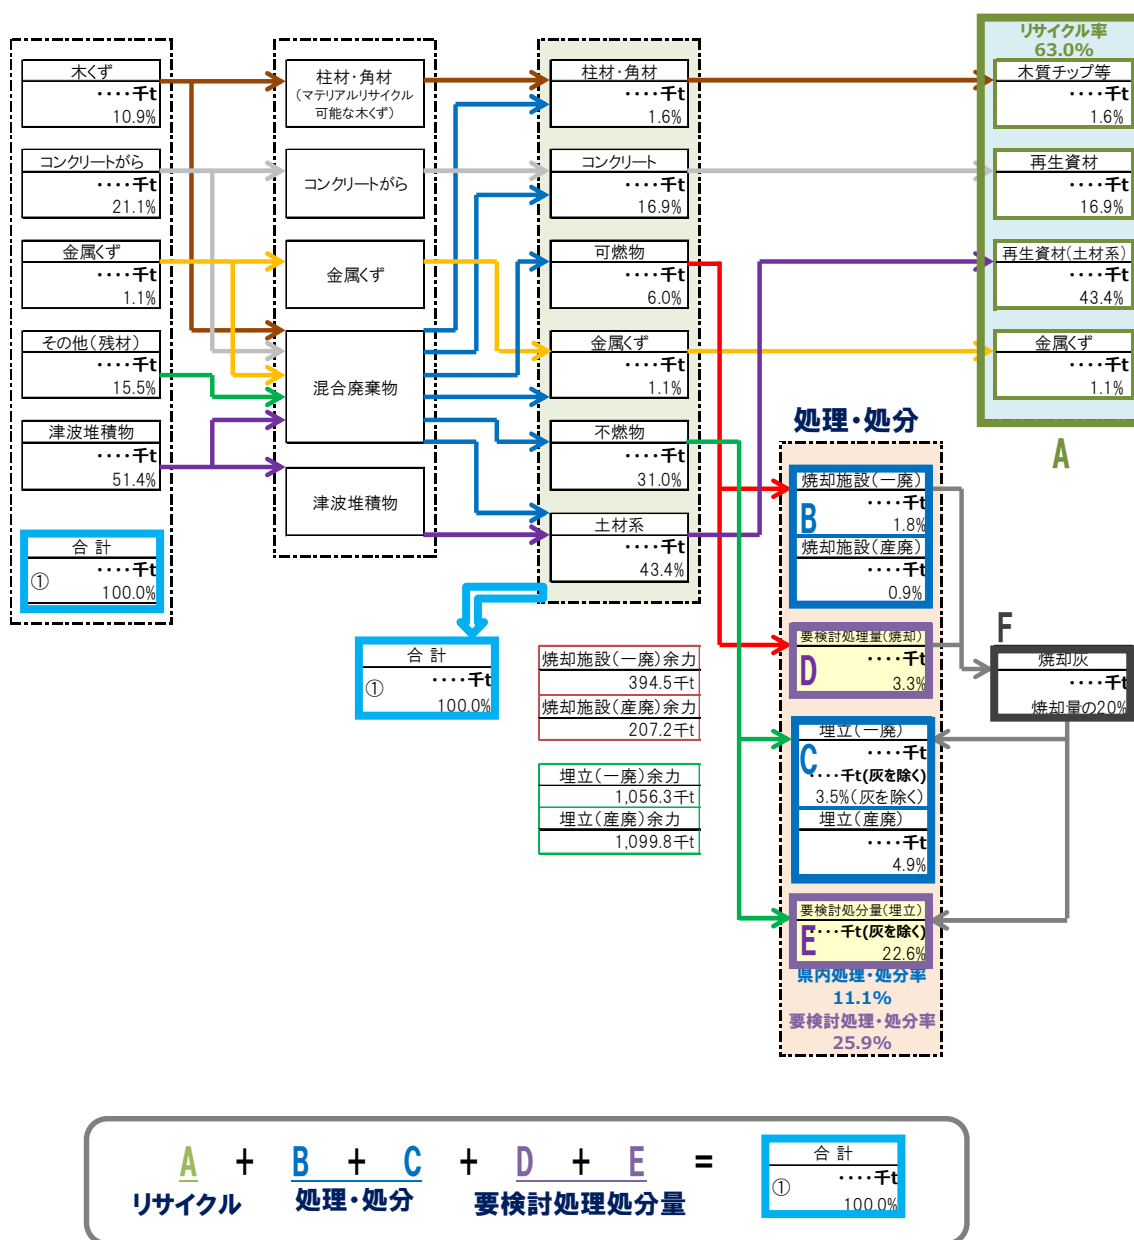 木くず
････千t
10.9%
コンクリートがら
････千t
21.1%
金属くず
････千t
1.1%
その他(残材)
････千t
15.5%
津波堆積物
････千t
51.4%
合計
①
････千t
100.0%
柱材・角材
(マテリアルリサイクル
可能な木くず)
コンクリートがら
金属くず
混合廃棄物
津波堆積物
柱材・角材
････千t
1.6%
コンクリート
････千t
16.9%
可燃物
････千t
6.0%
金属くず
････千t
1.1%
不燃物
････千t
31.0%
土材系
････千t
43.4%
合計
①
････千t
100.0%
焼却施設(一廃)余力
394.5千t
焼却施設(産廃)余力
207.2千t
埋立(一廃)余力
1,056.3千t
埋立(産廃)余力
1,099.8千t
リサイクル率
63.0%
木質チップ等
････千t
1.6%
再生資材
････千t
16.9%
再生資材(土材系)
････千t
43.4%
金属くず
････千t
1.1%
A
処理・処分
焼却施設(一廃)
････千t
B
1.8%
焼却施設(産廃)
････千t
0.9%
要検討処理量(焼却)
････千t
D
3.3%
埋立(一廃)
････千t
C
････千t(灰を除く)
3.5%(灰を除く)
埋立(産廃)
････千t
4.9%
要検討処分量(埋立)
････千t(灰を除く)
E
22.6%
県内処理・処分率
11.1%
要検討処理・処分率
25.9%
F
焼却灰
････千t
焼却量の20%
A + B + C + D + E =
リサイクル 処理・処分 要検討処理処分量
合計
①
････千t
100.0%